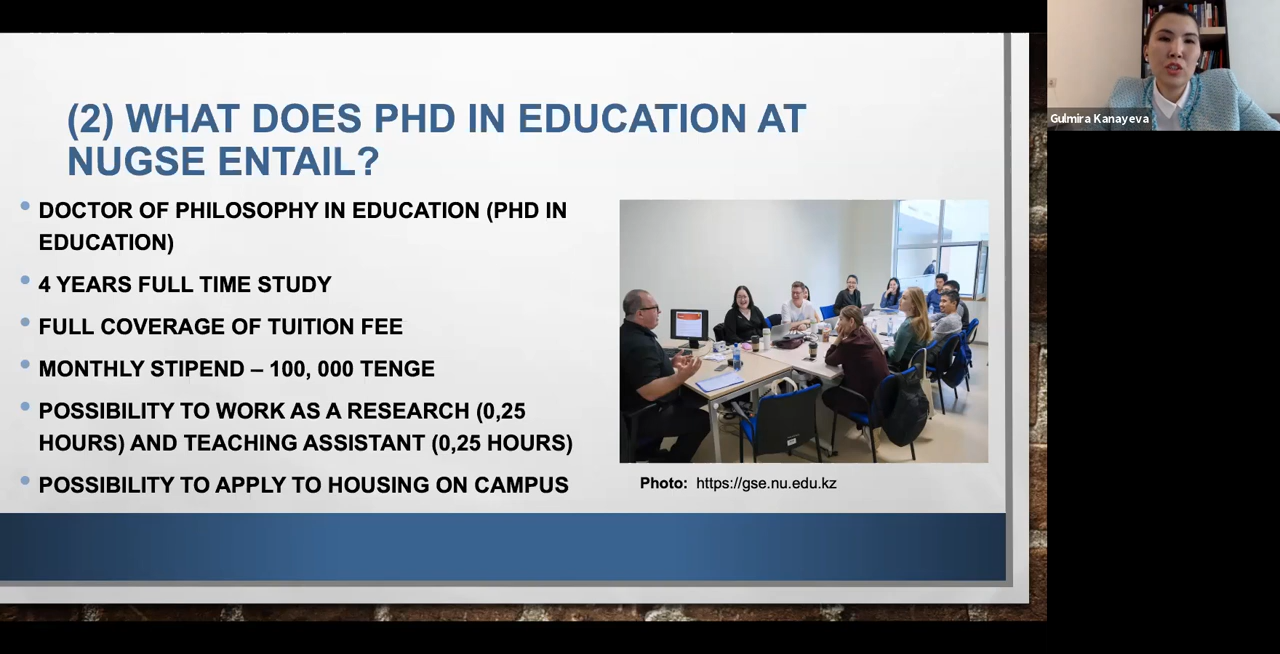 (2) WHAT DOES PHD IN EDUCATION AT
NUGSE ENTAIL?
• DOCTOR OF PHILOSOPHY IN EDUCATION (PHD IN
EDUCATION)
• 4 YEARS FULL TIME STUDY
• FULL COVERAGE OF TUITION FEE
• MONTHLY STIPEND – 100, 000 TENGE
• POSSIBILITY TO WORK AS A RESEARCH (0,25
HOURS) AND TEACHING ASSISTANT (0,25 HOURS)
• POSSIBILITY TO APPLY TO HOUSING ON CAMPUS
Photo: https://gse.nu.edu.kz
Gulmira Kanayeva